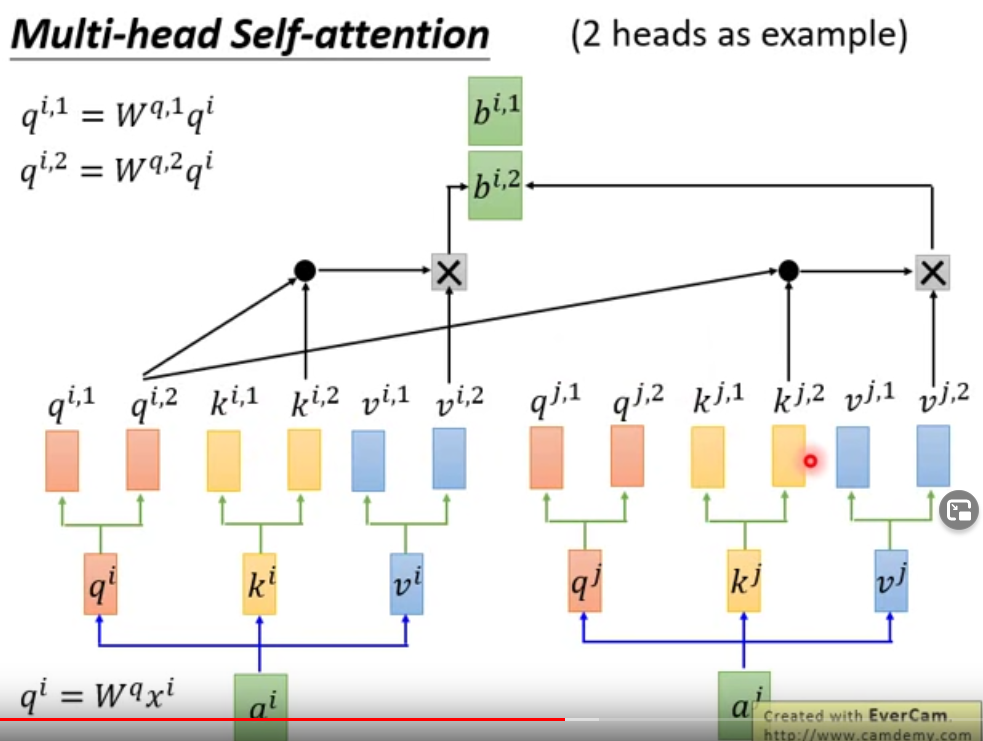 Multi-head Self-attention (2 heads as example)
q^{i,1} = W^{q,1}q^i
q^{i,2} = W^{q,2}q^i
b^{i,1}
b^{i,2}
q^{i,1} q^{i,2} k^{i,1} k^{i,2} v^{i,1} v^{i,2} q^{j,1} q^{j,2} k^{j,1} k^{j,2} v^{j,1} v^{j,2}
q^i k^i v^i q^j k^j v^j
q^i = W^q x^i a^i a^j
Created with EverCam.
http://www.camdemy.com